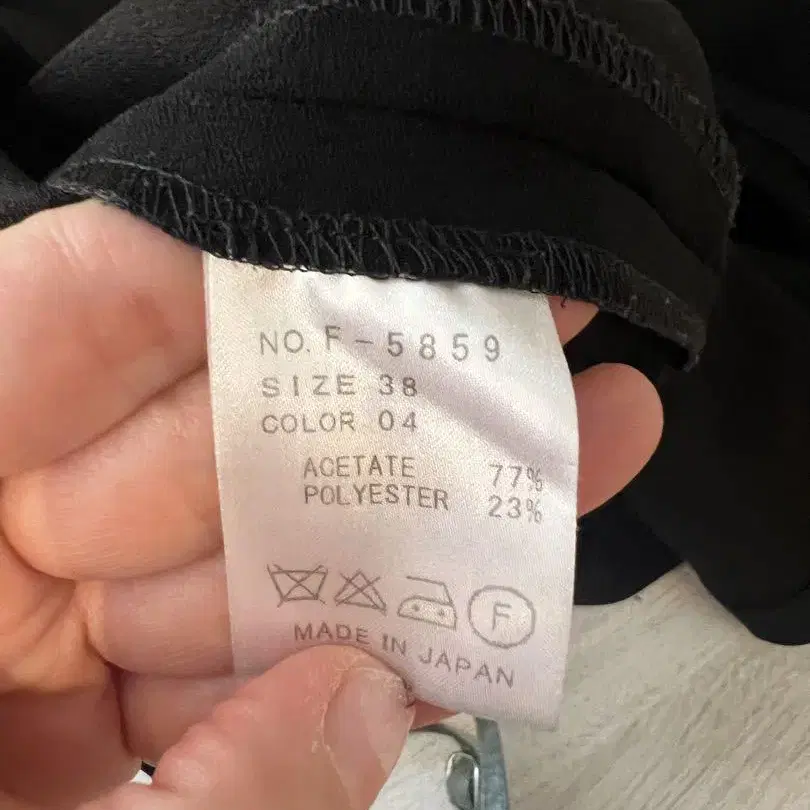 NO. F-5859
SIZE 38
COLOR 04
ACETATE 77%
POLYESTER 23%
F
MADE IN JAPAN